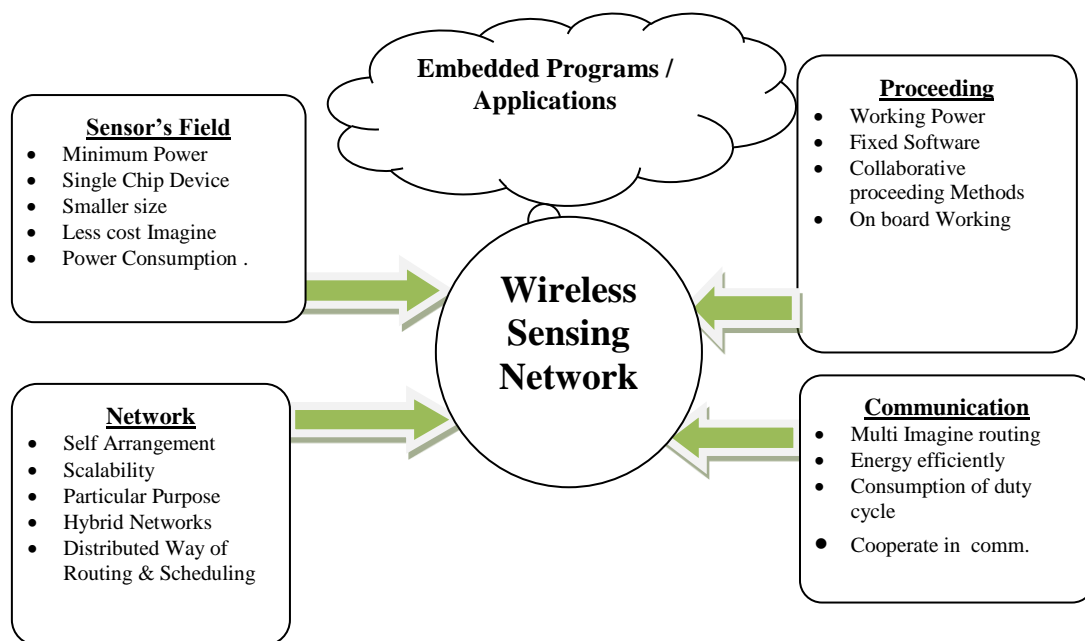 Embedded Programs /
Applications
Sensor's Field
• Minimum Power
• Single Chip Device
• Smaller size
• Less cost Imagine
• Power Consumption .
Proceeding
• Working Power
• Fixed Software
• Collaborative
proceeding Methods
• On board Working
Wireless
Sensing
Network
Network
• Self Arrangement
• Scalability
• Particular Purpose
• Hybrid Networks
• Distributed Way of
Routing & Scheduling
Communication
• Multi Imagine routing
• Energy efficiently
• Consumption of duty
cycle
• Cooperate in comm.